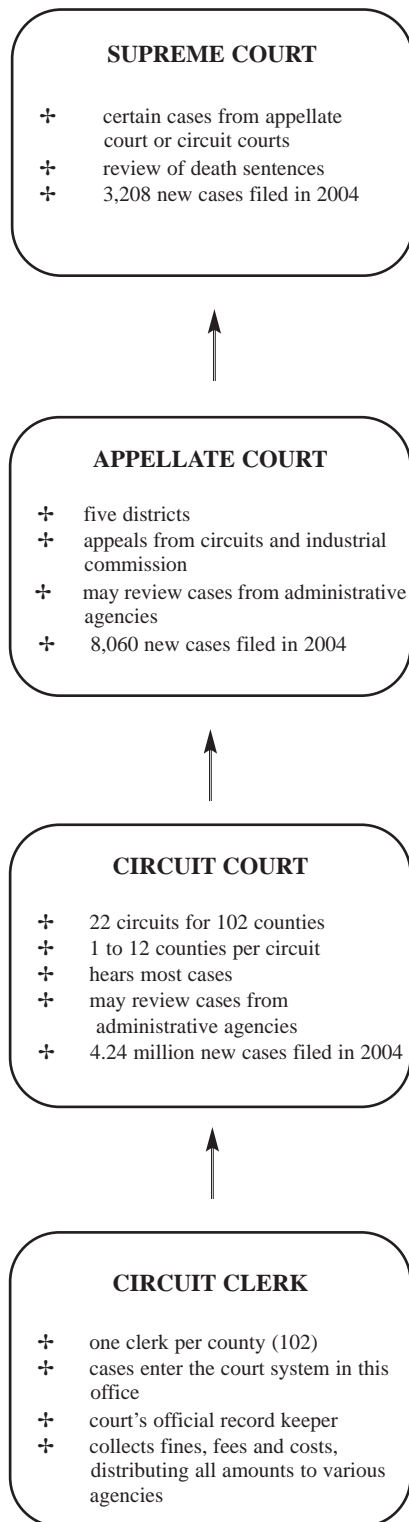 SUPREME COURT
✢ certain cases from appellate
court or circuit courts
✢ review of death sentences
✢ 3,208 new cases filed in 2004
APPELLATE COURT
✢ five districts
✢ appeals from circuits and industrial
commission
✢ may review cases from administrative
agencies
✢ 8,060 new cases filed in 2004
CIRCUIT COURT
✢ 22 circuits for 102 counties
✢ 1 to 12 counties per circuit
✢ hears most cases
✢ may review cases from
administrative agencies
✢ 4.24 million new cases filed in 2004
CIRCUIT CLERK
✢ one clerk per county (102)
✢ cases enter the court system in this
office
✢ court's official record keeper
✢ collects fines, fees and costs,
distributing all amounts to various
agencies